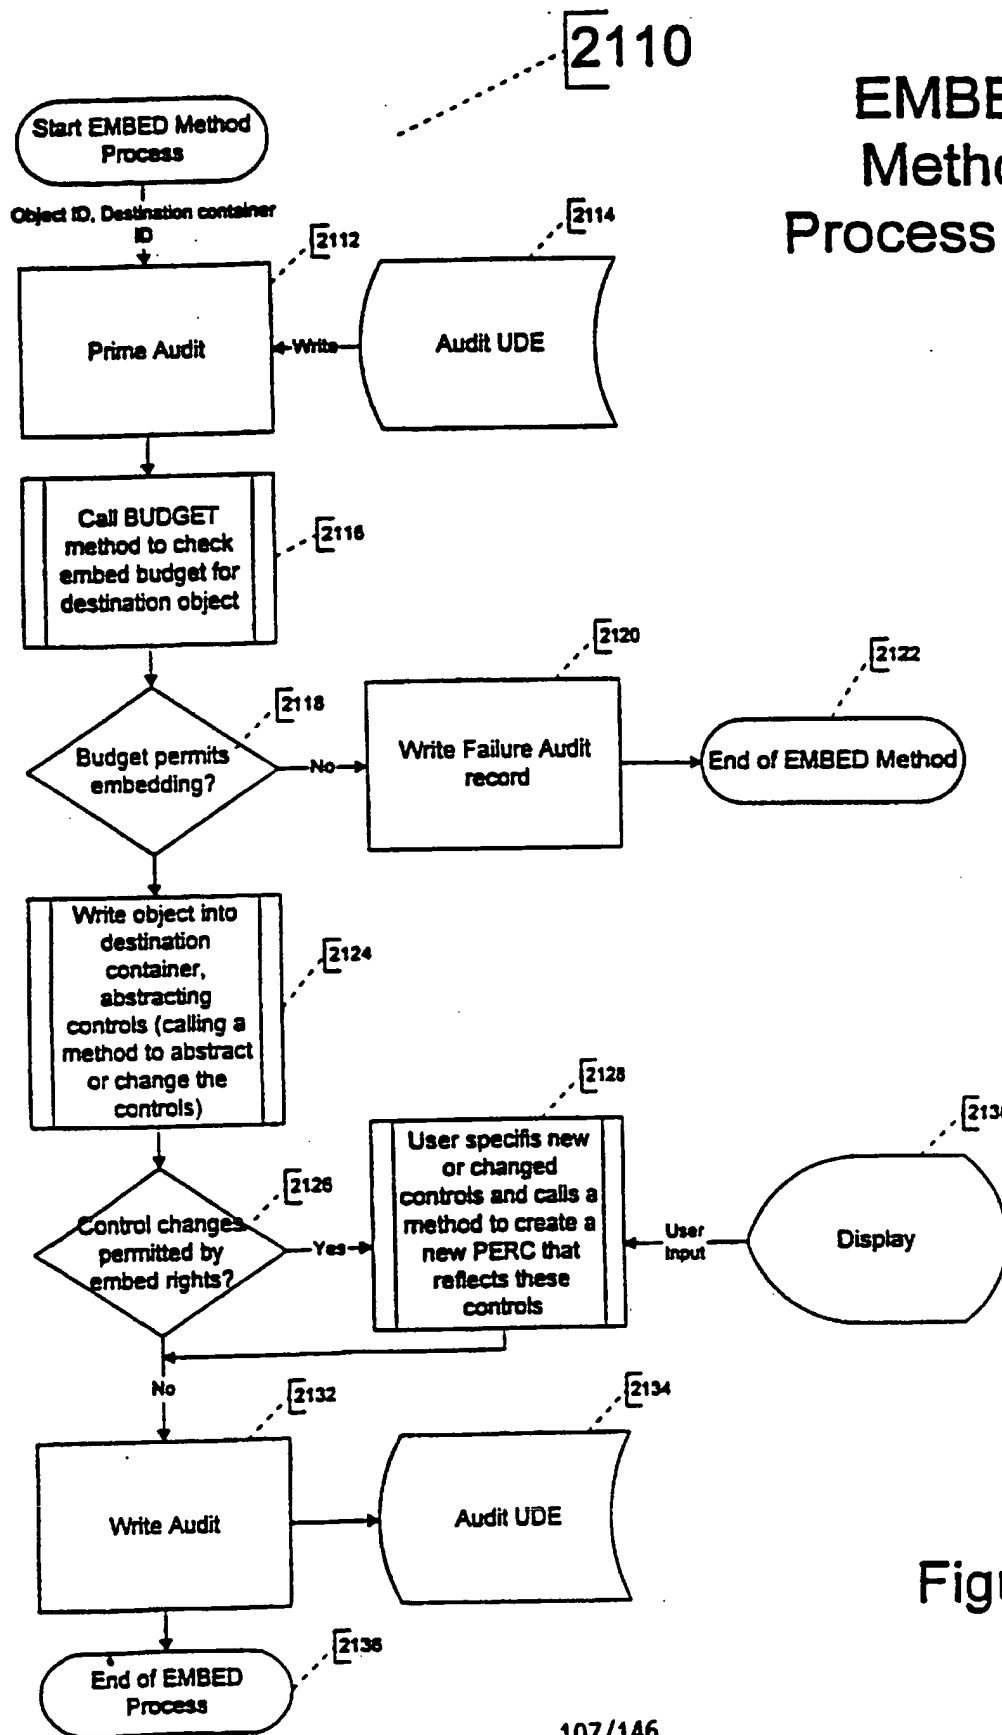 2110
EMBE
Metho
Process
Start EMBED Method
Process
Object ID, Destination container
ID
2112
2114
Prime Audit
Write
Audit UDE
Call BUDGET
method to check
embed budget for
destination object
2116
2118
2120
2122
Budget permits
embedding?
No
Write Failure Audit
record
End of EMBED Method
Write object into
destination
container,
abstracting
controls (calling a
method to abstract
or change the
controls)
2124
2126
2128
Control changes
permitted by
embed rights?
Yes
User specifis new
or changed
controls and calls a
method to create a
new PERC that
reflects these
controls
User
Input
Display
No
2132
2134
Write Audit
Audit UDE
Figu
End of EMBED
Process
2136
107/146